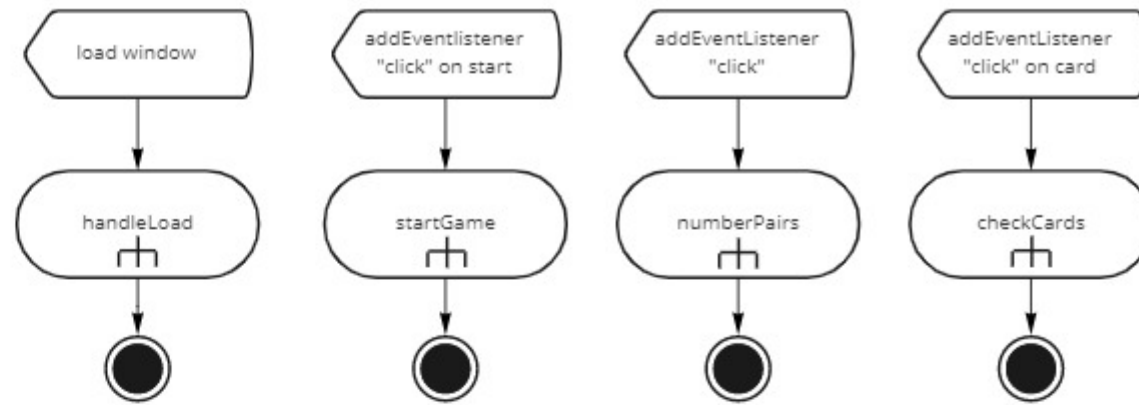 load window
addEventlistener
"click" on start
addEventListener
"click"
addEventListener
"click" on card
handleLoad
startGame
numberPairs
checkCards